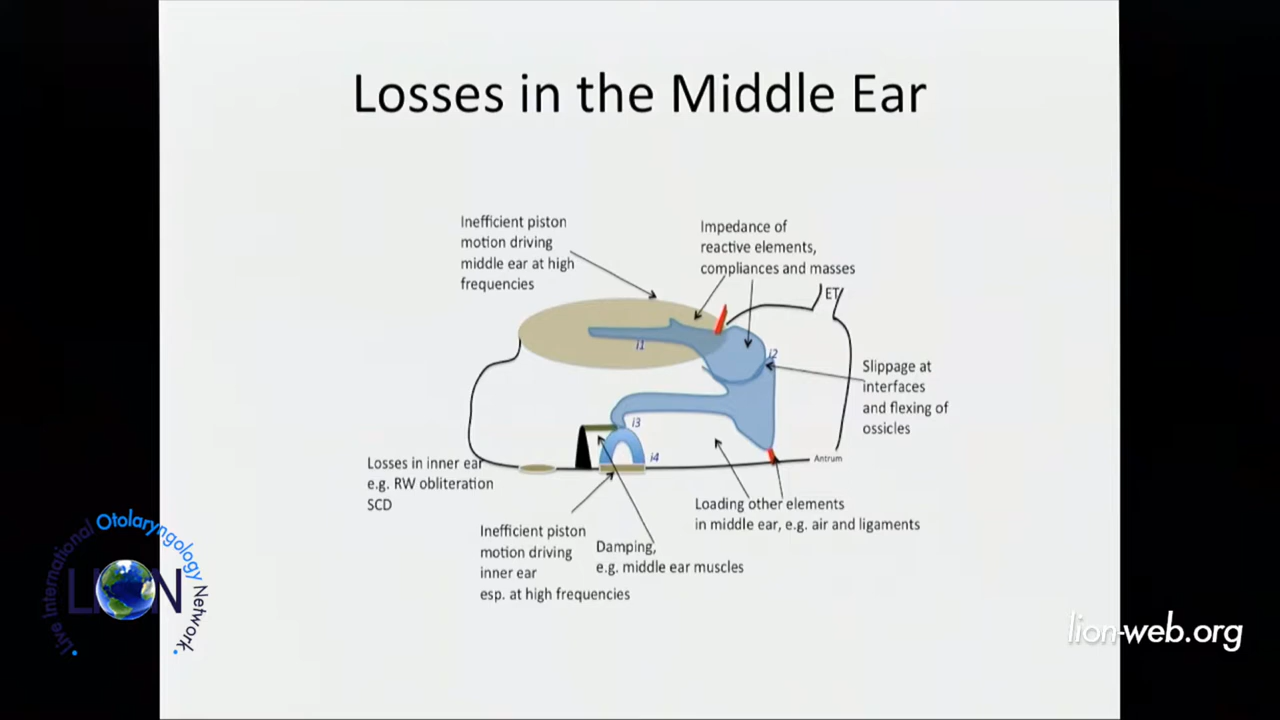 Losses in the Middle Ear
Inefficient piston
motion driving
middle ear at high
frequencies
Impedance of
reactive elements,
compliances and masses
ET
i1
i2
Slippage at
interfaces
and flexing of
ossicles
i3
i4
Antrum
Losses in inner ear
e.g. RW obliteration
SCD
Loading other elements
in middle ear, e.g. air and ligaments
Inefficient piston
motion driving
inner ear
esp. at high frequencies
Damping,
e.g. middle ear muscles
Live International Otolaryngology Network
LION
lion-web.org